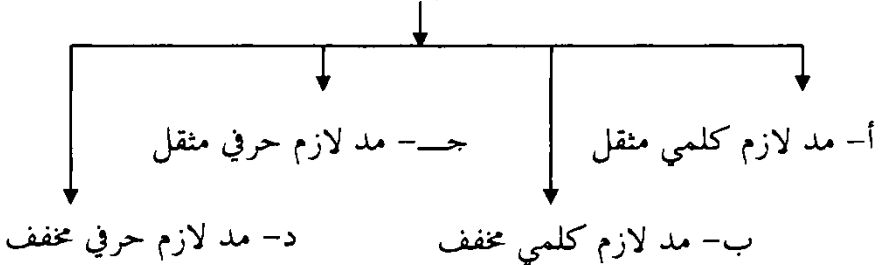 أ- مد لازم كلمي مثقل
جـ- مد لازم حرفي مثقل
ب- مد لازم كلمي مخفف
د- مد لازم حرفي مخفف